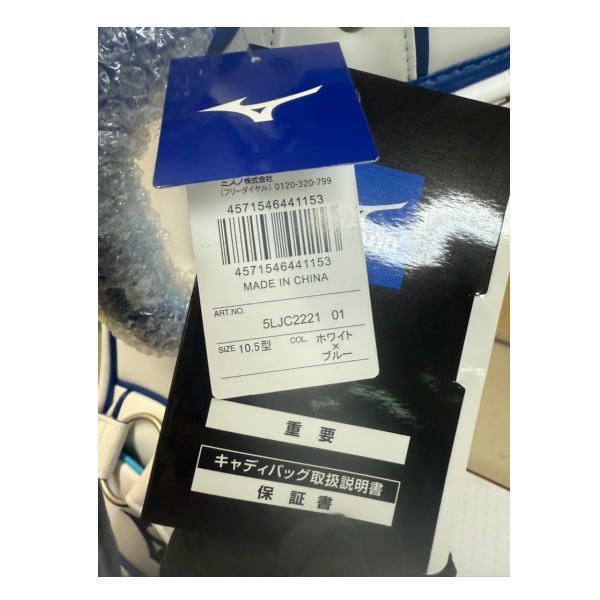 ミズノ株式会社
(フリーダイヤル) 0120-320-799
4571546441153
4571546441153
MADE IN CHINA
ART.NO.
5LJC2221 01
SIZE 10.5型 COL. ホワイト
×
ブルー
重要
キャディバッグ取扱説明書
保証書